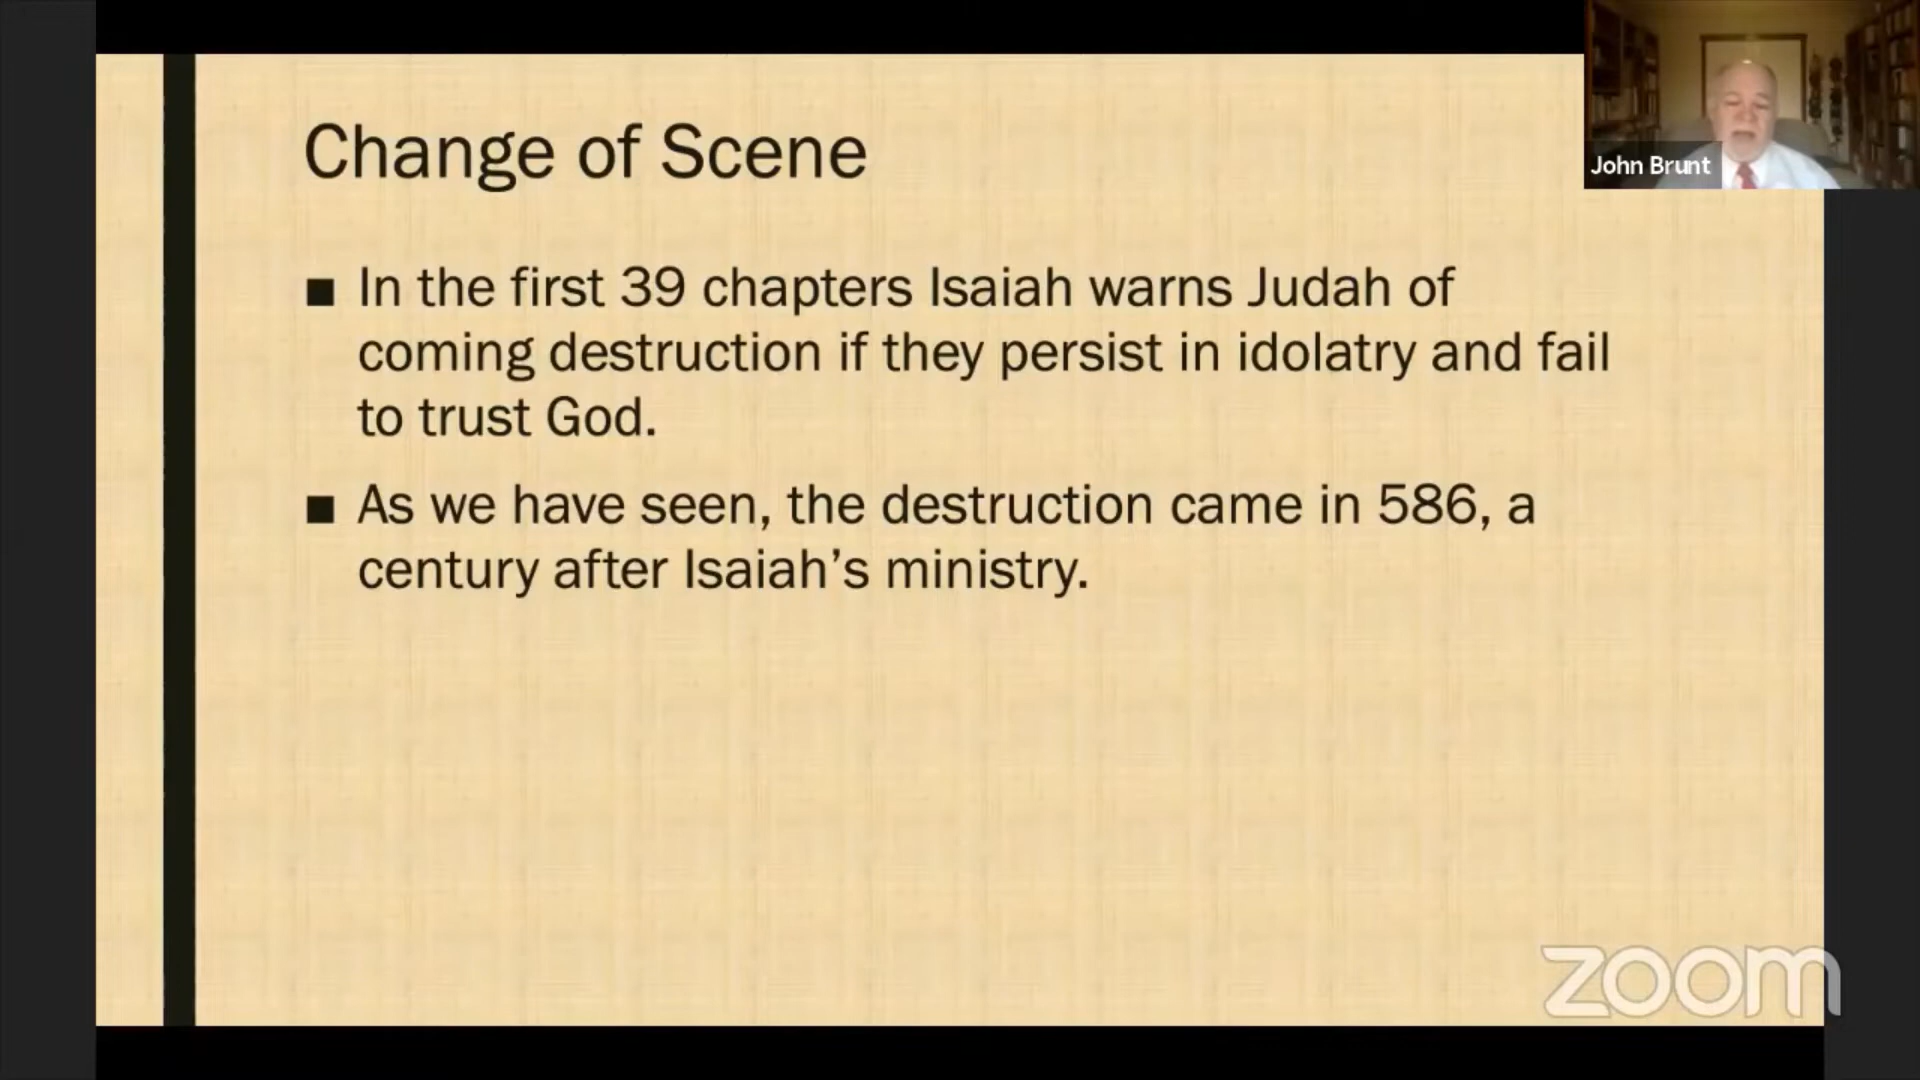 Change of Scene
John Brunt
■ In the first 39 chapters Isaiah warns Judah of
coming destruction if they persist in idolatry and fail
to trust God.
■ As we have seen, the destruction came in 586, a
century after Isaiah’s ministry.
zoom